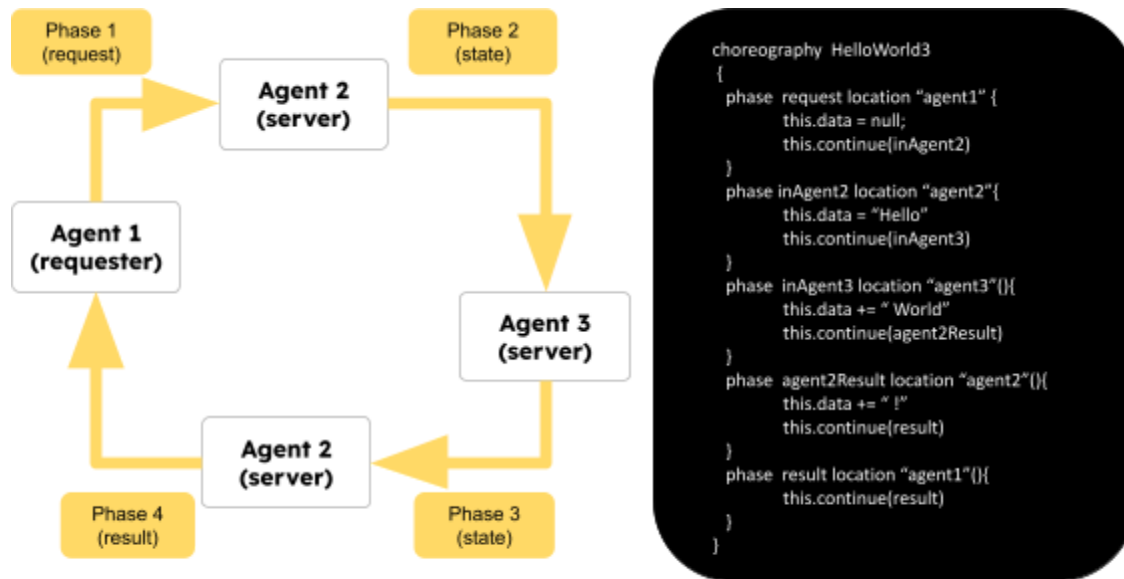 Phase 1
(request)
Phase 2
(state)
Agent 2
(server)
Agent 1
(requester)
Agent 3
(server)
Agent 2
(server)
Phase 4
(result)
Phase 3
(state)
choreography HelloWorld3
{
phase request location “agent1” {
this.data = null;
this.continue(inAgent2)
}
phase inAgent2 location “agent2”{
this.data = “Hello”
this.continue(inAgent3)
}
phase inAgent3 location “agent3”(){
this.data += “ World”
this.continue(agent2Result)
}
phase agent2Result location “agent2”(){
this.data += “ !”
this.continue(result)
}
phase result location “agent1”(){
this.continue(result)
}
}